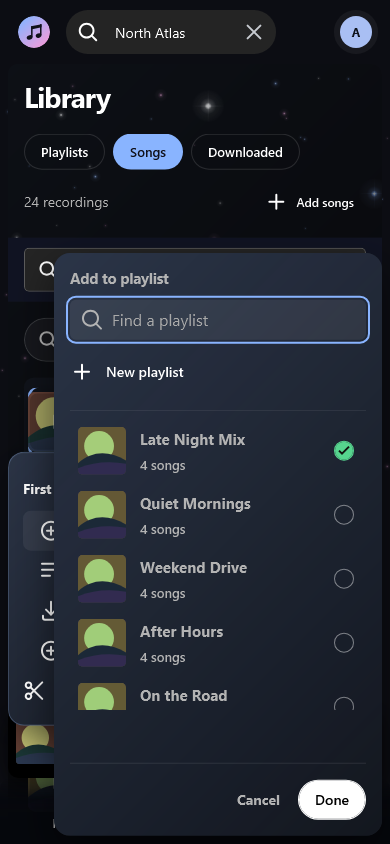 North Atlas
A
Library
Playlists
Songs
Downloaded
24 recordings
Add songs
Add to playlist
Find a playlist
New playlist
Late Night Mix
4 songs
Quiet Mornings
4 songs
First
Weekend Drive
4 songs
After Hours
4 songs
On the Road
Cancel
Done